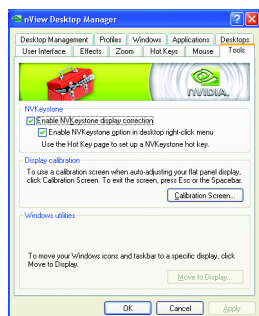 nView Desktop Manager
Desktop Management Profiles Windows Applications Desktops
User Interface Effects Zoom Hot Keys Mouse Tools
NVIDIA.
NVKeystone
Enable NVKeystone display correction
Enable NVKeystone option in desktop right-click menu
Use the Hot Key page to set up a NVKeystone hot key.
Display calibration
To use a calibration screen when auto-adjusting your flat panel display,
click Calibration Screen. To exit the screen, press Esc or the Spacebar.
Calibration Screen...
Windows utilities
To move your Windows icons and taskbar to a specific display, click
Move to Display.
Move to Display...
OK Cancel Apply